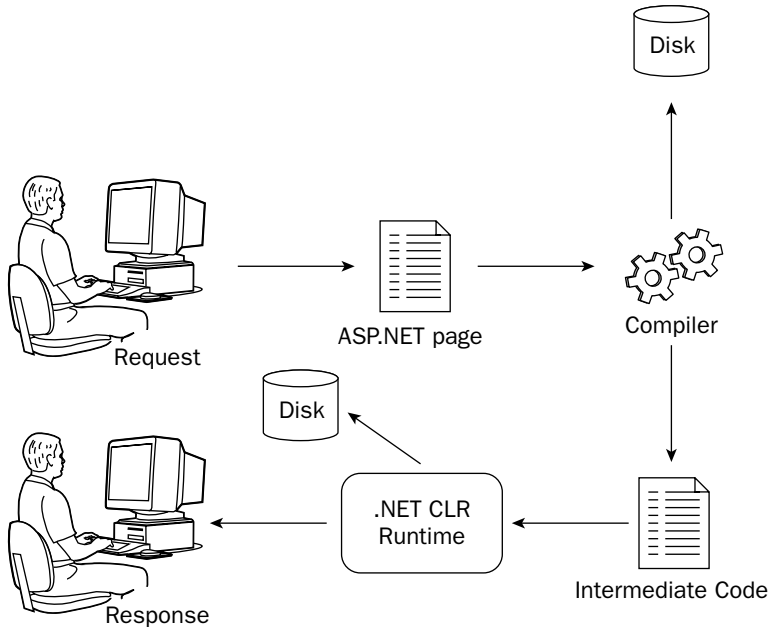 Disk
Request
ASP.NET page
Compiler
Disk
.NET CLR
Runtime
Intermediate Code
Response